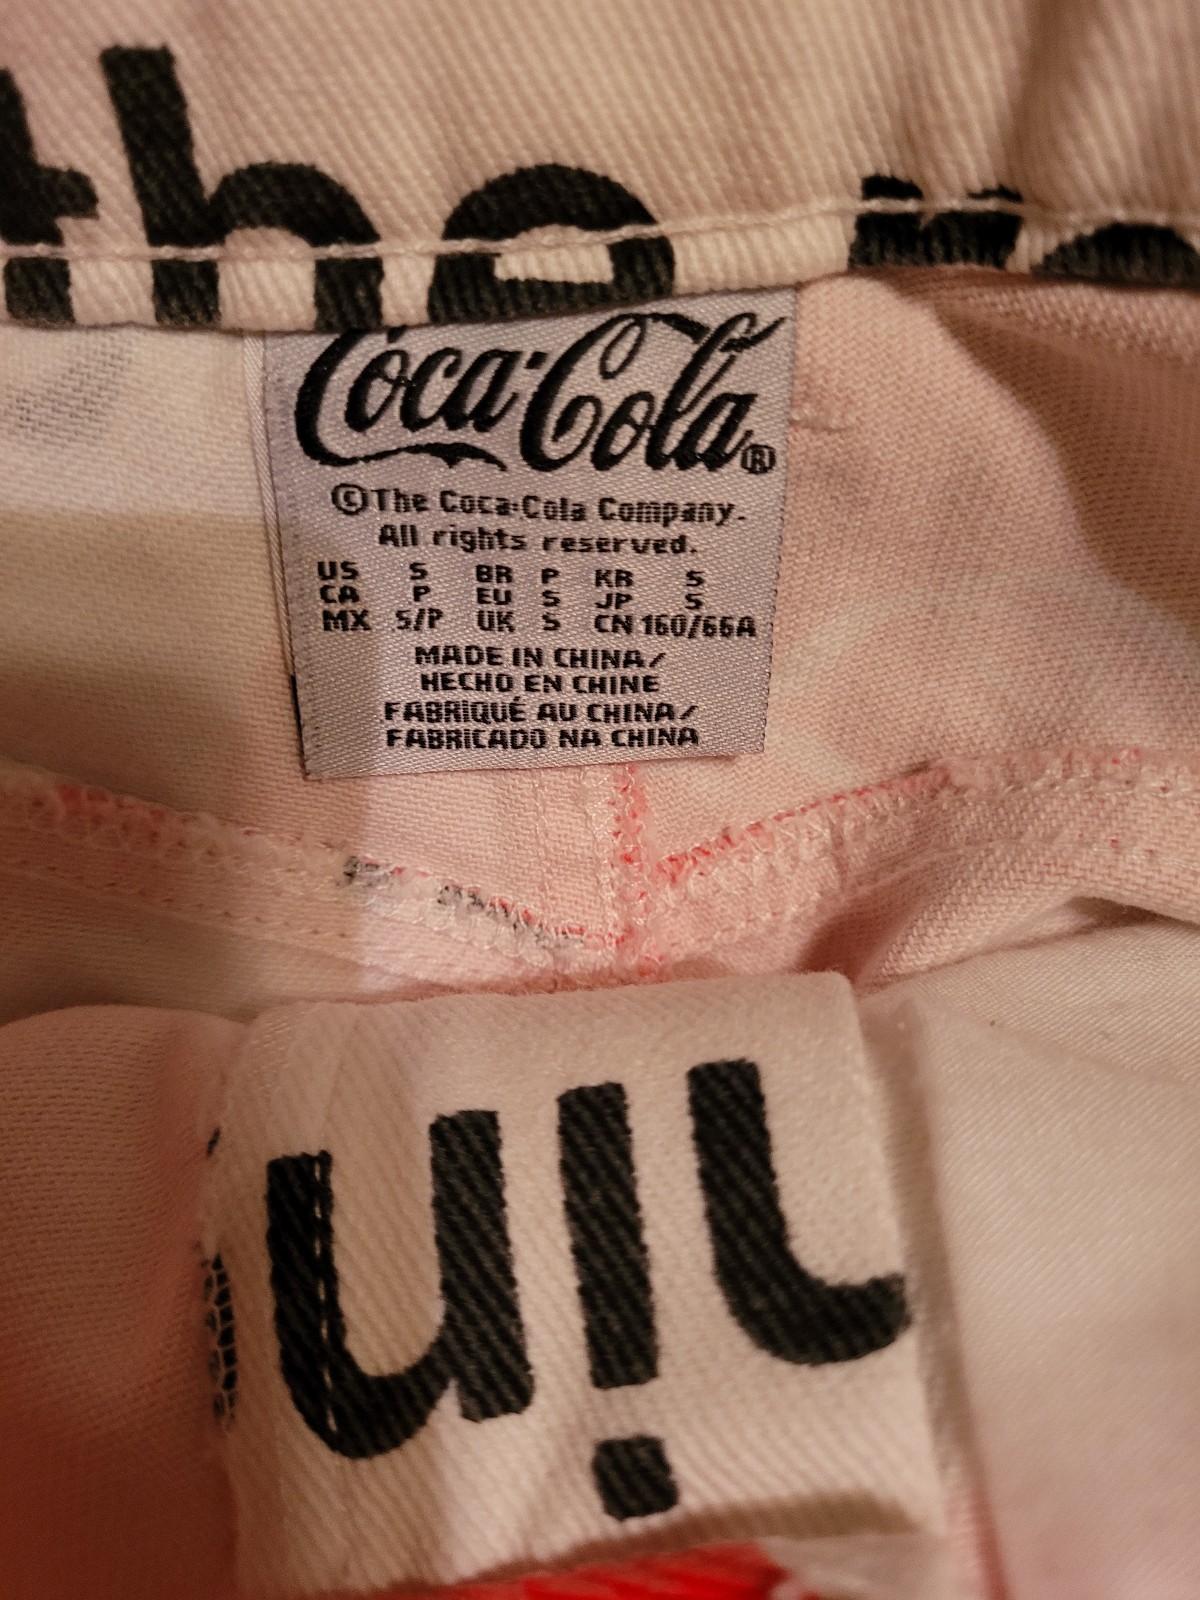 the
Coca-Cola®
©The Coca-Cola Company.
All rights reserved.
US S BR P KR S
CA P EU S JP S
MX S/P UK S CN 160/66A
MADE IN CHINA/
HECHO EN CHINE
FABRIQUÉ AU CHINA/
FABRICADO NA CHINA